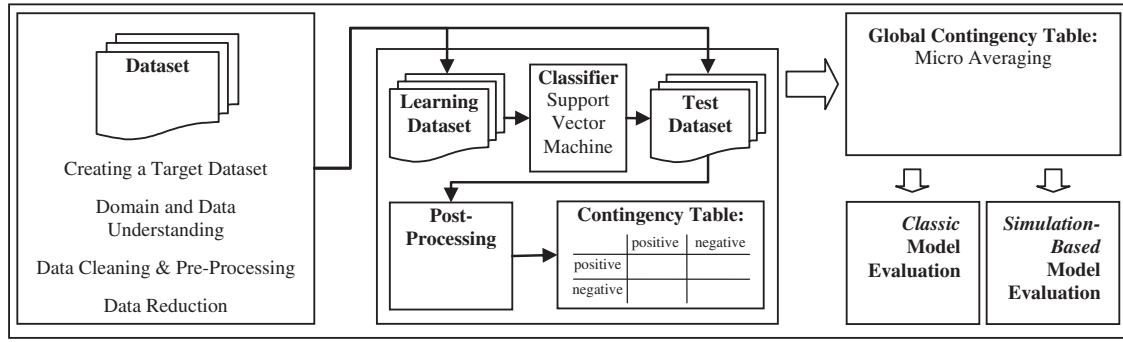 Dataset
Creating a Target Dataset
Domain and Data
Understanding
Data Cleaning & Pre-Processing
Data Reduction
Learning
Dataset
Classifier
Support
Vector
Machine
Test
Dataset
Post-
Processing
Contingency Table:
positive negative
positive
negative
Global Contingency Table:
Micro Averaging
Classic
Model
Evaluation
Simulation-
Based
Model
Evaluation